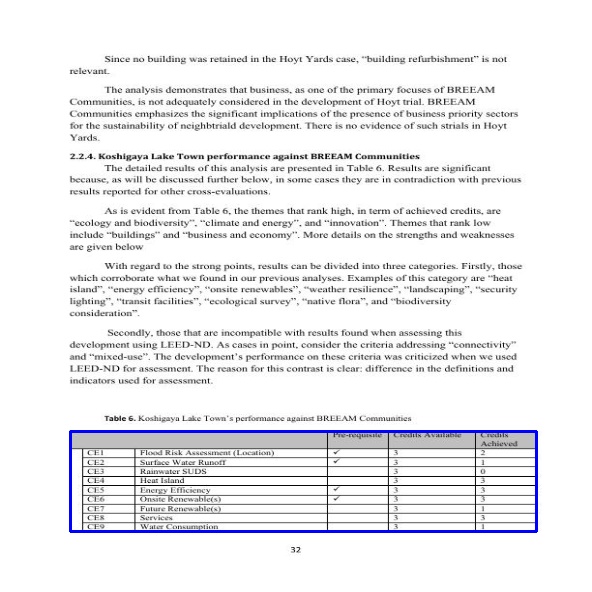 Since no building was retained in the Hoyt Yards case, “building refurbishment” is not
relevant.
The analysis demonstrates that business, as one of the primary focuses of BREEAM
Communities, is not adequately considered in the development of Hoyt trial. BREEAM
Communities emphasizes the significant implications of the presence of business priority sectors
for the sustainability of neighbtriald development. There is no evidence of such strials in Hoyt
Yards.
2.2.4. Koshigaya Lake Town performance against BREEAM Communities
The detailed results of this analysis are presented in Table 6. Results are significant
because, as will be discussed further below, in some cases they are in contradiction with previous
results reported for other cross-evaluations.
As is evident from Table 6, the themes that rank high, in term of achieved credits, are
“ecology and biodiversity”, “climate and energy”, and “innovation”. Themes that rank low
include “buildings” and “business and economy”. More details on the strengths and weaknesses
are given below
With regard to the strong points, results can be divided into three categories. Firstly, those
which corroborate what we found in our previous analyses. Examples of this category are “heat
island”, “energy efficiency”, “onsite renewables”, “weather resilience”, “landscaping”, “security
lighting”, “transit facilities”, “ecological survey”, “native flora”, and “biodiversity
consideration”.
Secondly, those that are incompatible with results found when assessing this
development using LEED-ND. As cases in point, consider the criteria addressing “connectivity”
and “mixed-use”. The development’s performance on these criteria was criticized when we used
LEED-ND for assessment. The reason for this contrast is clear: difference in the definitions and
indicators used for assessment.
Table 6. Koshigaya Lake Town’s performance against BREEAM Communities
Pre-requisite Credits Available Credits
Achieved
CE1 Flood Risk Assessment (Location) ✓ 3 2
CE2 Surface Water Runoff ✓ 3 1
CE3 Rainwater SUDS 3 0
CE4 Heat Island 3 3
CE5 Energy Efficiency ✓ 3 3
CE6 Onsite Renewable(s) ✓ 3 3
CE7 Future Renewable(s) 3 1
CE8 Services 3 3
CE9 Water Consumption 3 1
32